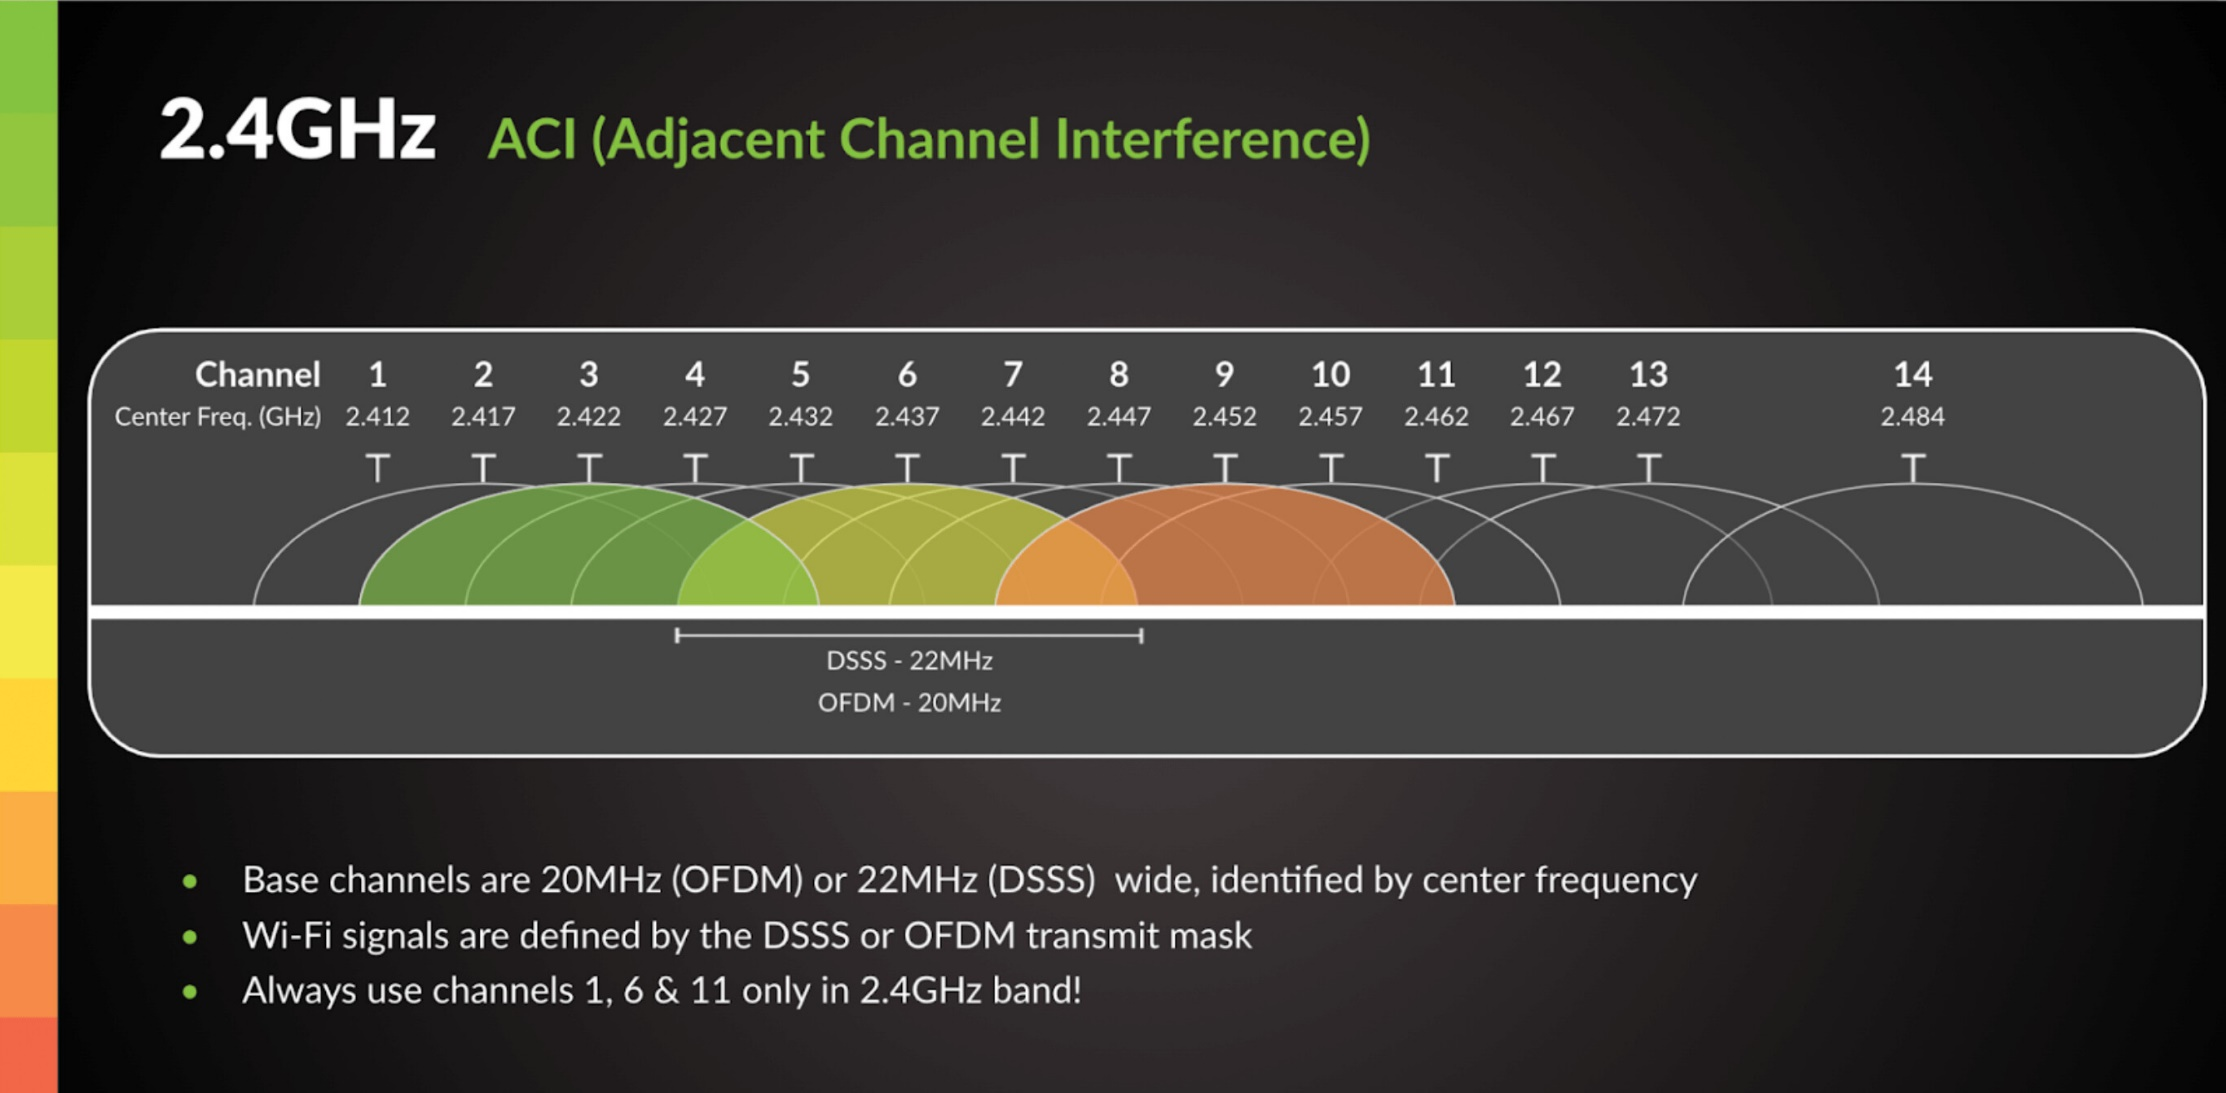 2.4GHz ACI (Adjacent Channel Interference)
Channel 1 2 3 4 5 6 7 8 9 10 11 12 13 14
Center Freq. (GHz) 2.412 2.417 2.422 2.427 2.432 2.437 2.442 2.447 2.452 2.457 2.462 2.467 2.472 2.484
DSSS - 22MHz
OFDM - 20MHz
• Base channels are 20MHz (OFDM) or 22MHz (DSSS) wide, identified by center frequency
• Wi-Fi signals are defined by the DSSS or OFDM transmit mask
• Always use channels 1, 6 & 11 only in 2.4GHz band!